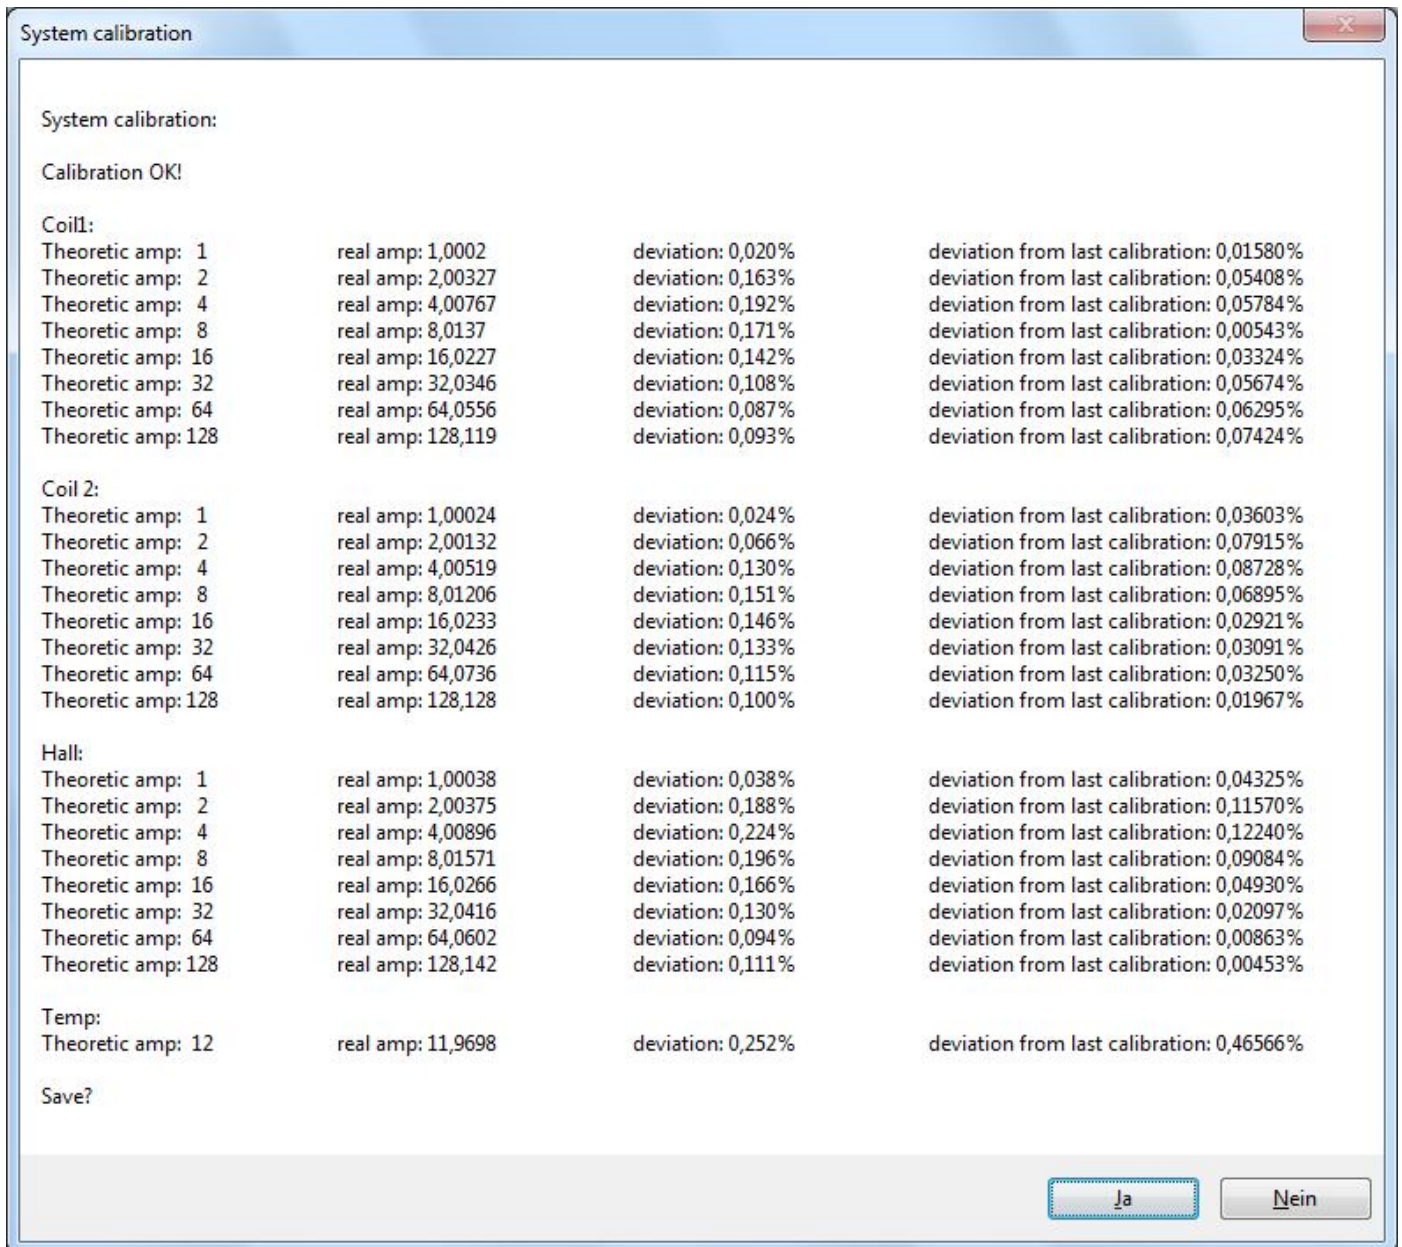 System calibration
System calibration:
Calibration OK!
Coil1:
Theoretic amp: 1 real amp: 1,0002 deviation: 0,020% deviation from last calibration: 0,01580%
Theoretic amp: 2 real amp: 2,00327 deviation: 0,163% deviation from last calibration: 0,05408%
Theoretic amp: 4 real amp: 4,00767 deviation: 0,192% deviation from last calibration: 0,05784%
Theoretic amp: 8 real amp: 8,0137 deviation: 0,171% deviation from last calibration: 0,00543%
Theoretic amp: 16 real amp: 16,0227 deviation: 0,142% deviation from last calibration: 0,03324%
Theoretic amp: 32 real amp: 32,0346 deviation: 0,108% deviation from last calibration: 0,05674%
Theoretic amp: 64 real amp: 64,0556 deviation: 0,087% deviation from last calibration: 0,06295%
Theoretic amp: 128 real amp: 128,119 deviation: 0,093% deviation from last calibration: 0,07424%
Coil 2:
Theoretic amp: 1 real amp: 1,00024 deviation: 0,024% deviation from last calibration: 0,03603%
Theoretic amp: 2 real amp: 2,00132 deviation: 0,066% deviation from last calibration: 0,07915%
Theoretic amp: 4 real amp: 4,00519 deviation: 0,130% deviation from last calibration: 0,08728%
Theoretic amp: 8 real amp: 8,01206 deviation: 0,151% deviation from last calibration: 0,06895%
Theoretic amp: 16 real amp: 16,0233 deviation: 0,146% deviation from last calibration: 0,02921%
Theoretic amp: 32 real amp: 32,0426 deviation: 0,133% deviation from last calibration: 0,03091%
Theoretic amp: 64 real amp: 64,0736 deviation: 0,115% deviation from last calibration: 0,03250%
Theoretic amp: 128 real amp: 128,128 deviation: 0,100% deviation from last calibration: 0,01967%
Hall:
Theoretic amp: 1 real amp: 1,00038 deviation: 0,038% deviation from last calibration: 0,04325%
Theoretic amp: 2 real amp: 2,00375 deviation: 0,188% deviation from last calibration: 0,11570%
Theoretic amp: 4 real amp: 4,00896 deviation: 0,224% deviation from last calibration: 0,12240%
Theoretic amp: 8 real amp: 8,01571 deviation: 0,196% deviation from last calibration: 0,09084%
Theoretic amp: 16 real amp: 16,0266 deviation: 0,166% deviation from last calibration: 0,04930%
Theoretic amp: 32 real amp: 32,0416 deviation: 0,130% deviation from last calibration: 0,02097%
Theoretic amp: 64 real amp: 64,0602 deviation: 0,094% deviation from last calibration: 0,00863%
Theoretic amp: 128 real amp: 128,142 deviation: 0,111% deviation from last calibration: 0,00453%
Temp:
Theoretic amp: 12 real amp: 11,9698 deviation: 0,252% deviation from last calibration: 0,46566%
Save?
Ja Nein